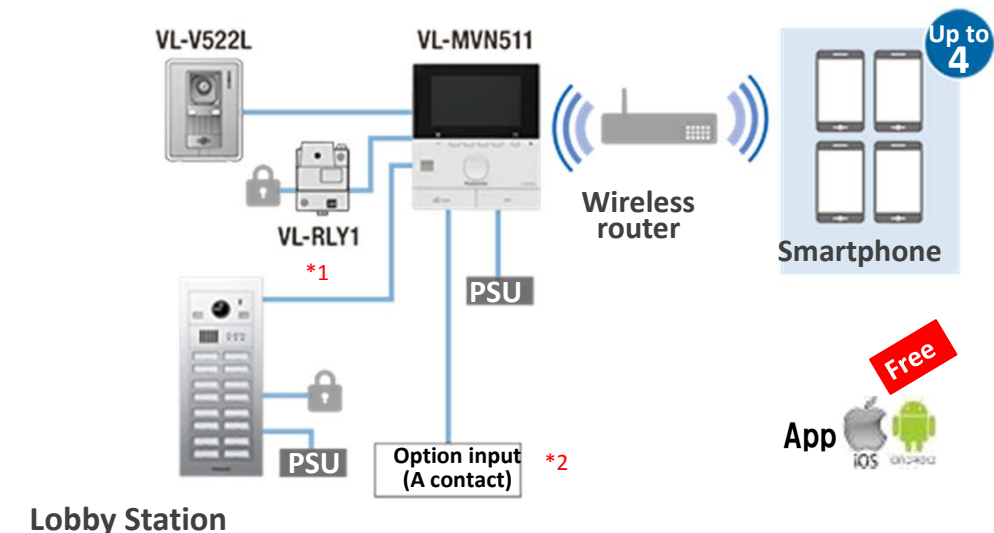 VL-V522L
VL-MVN511
Up to
4
VL-RLY1
*1
Wireless
router
Smartphone
PSU
Free
App
iOS
ANDROID
PSU
Option input
(A contact)
*2
Lobby Station